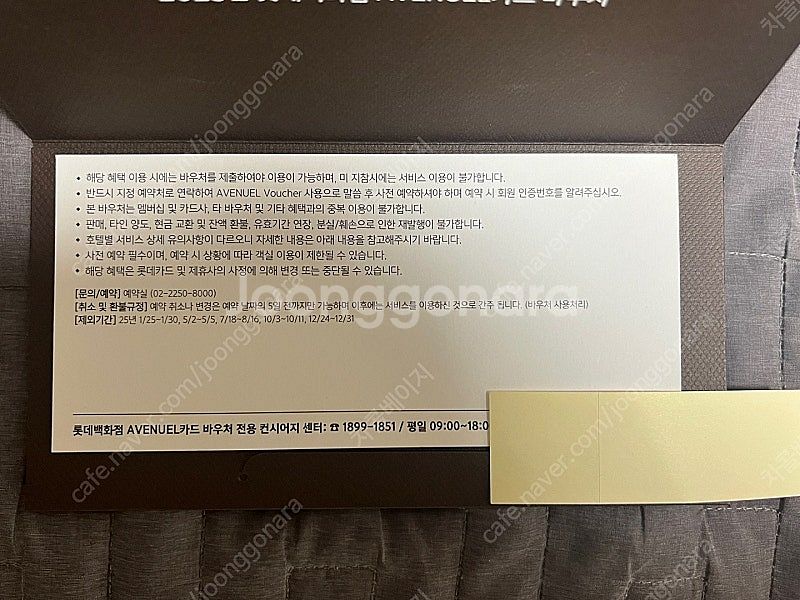 • 해당 혜택 이용 시에는 바우처를 제출하여야 이용이 가능하며, 미 지참시에는 서비스 이용이 불가합니다.
• 반드시 지정 예약처로 연락하여 AVENUEL Voucher 사용으로 말씀 후 사전 예약하셔야 하며 예약 시 회원 인증번호를 알려주십시오.
• 본 바우처는 멤버십 및 카드사, 타 바우처 및 기타 혜택과의 중복 이용이 불가합니다.
• 판매, 타인 양도, 현금 교환 및 잔액 환불, 유효기간 연장, 분실/훼손으로 인한 재발행이 불가합니다.
• 호텔별 서비스 상세 유의사항이 다르오니 자세한 내용은 아래 내용을 참고해주시기 바랍니다.
• 사전 예약 필수이며, 예약 시 상황에 따라 객실 이용이 제한될 수 있습니다.
• 해당 혜택은 롯데카드 및 제휴사의 사정에 의해 변경 또는 중단될 수 있습니다.
[문의/예약] 예약실 (02-2250-8000)
[취소 및 환불규정] 예약 취소나 변경은 예약 날짜의 5일 전까지만 가능하며 이후에는 서비스를 이용하신 것으로 간주 됩니다. (바우처 사용처리)
[제외기간] 25년 1/25~1/30, 5/2~5/5, 7/18~8/16, 10/3~10/11, 12/24~12/31
롯데백화점 AVENUEL카드 바우처 전용 컨시어지 센터: ☎ 1899-1851 / 평일 09:00~18:0
Joonggonara
cafe.naver.com/joonggonara
차콜베이지